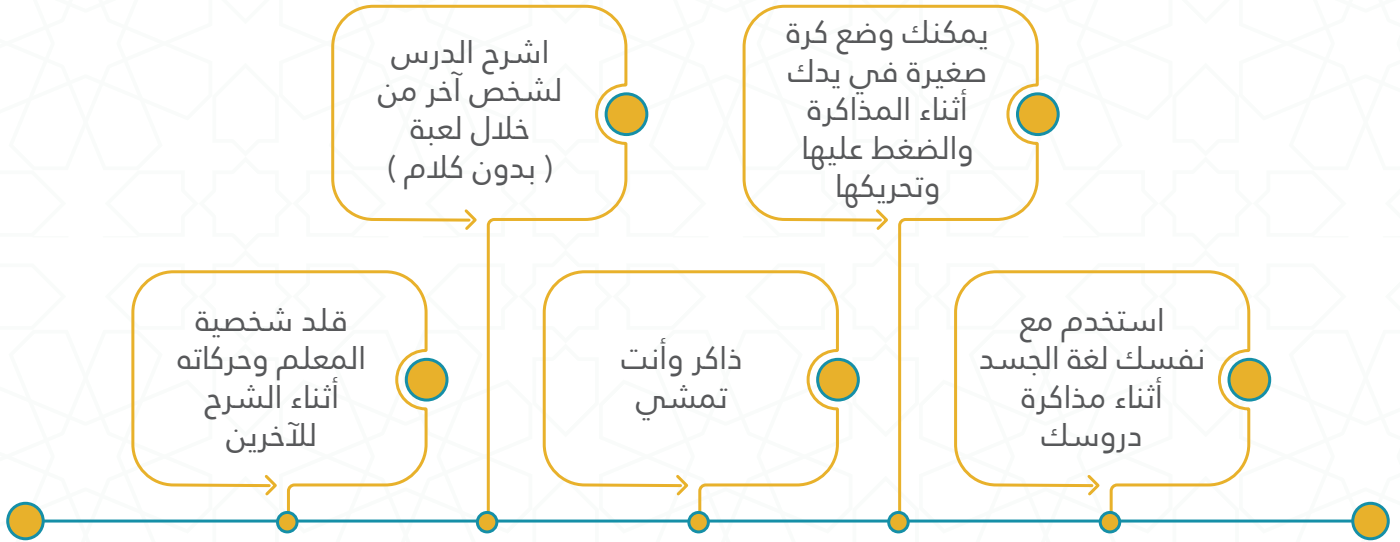 استخدم مع
نفسك لغة الجسد
أثناء مذاكرة
دروسك
يمكنك وضع كرة
صغيرة في يدك
أثناء المذاكرة
والضغط عليها
وتحريكها
ذاكر وأنت
تمشي
اشرح الدرس
لشخص آخر من
خلال لعبة
( بدون كلام )
قلد شخصية
المعلم وحركاته
أثناء الشرح
للآخرين